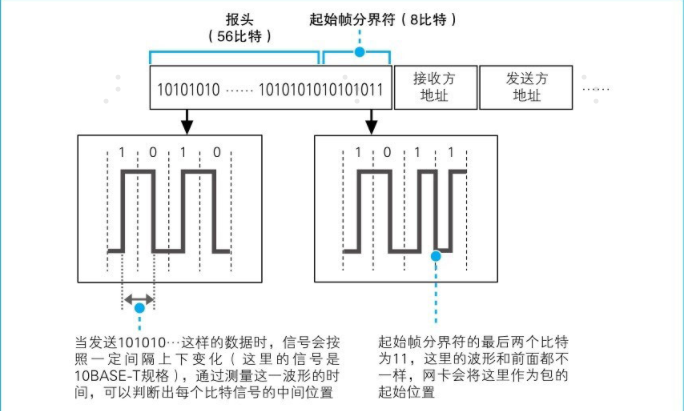 报头
（56比特）
起始帧分界符（8比特）
10101010 …… 1010101010101011
接收方
地址
发送方
地址
……
1 0 1 0
1 0 1 1
当发送101010…这样的数据时，信号会按
照一定间隔上下变化（这里的信号是
10BASE-T规格），通过测量这一波形的时
间，可以判断出每个比特信号的中间位置
起始帧分界符的最后两个比特
为11，这里的波形和前面都不
一样，网卡会将这里作为包的
起始位置